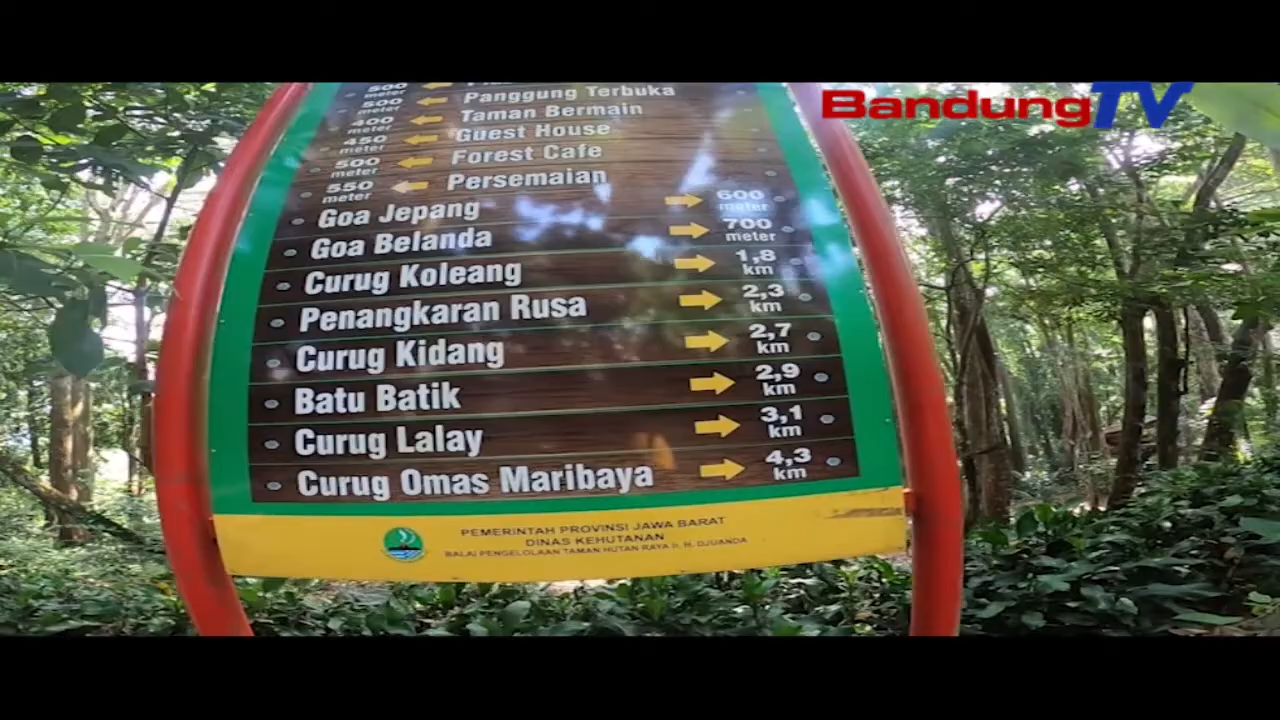 BandungTV
500 meter
500 meter ← Panggung Terbuka
400 meter ← Taman Bermain
450 meter ← Guest House
500 meter ← Forest Cafe
550 meter ← Persemaian
Goa Jepang → 600 meter
Goa Belanda → 700 meter
Curug Koleang → 1,8 km
Penangkaran Rusa → 2,3 km
Curug Kidang → 2,7 km
Batu Batik → 2,9 km
Curug Lalay → 3,1 km
Curug Omas Maribaya → 4,3 km
PEMERINTAH PROVINSI JAWA BARAT
DINAS KEHUTANAN
BALAI PENGELOLAAN TAMAN HUTAN RAYA Ir. H. DJUANDA